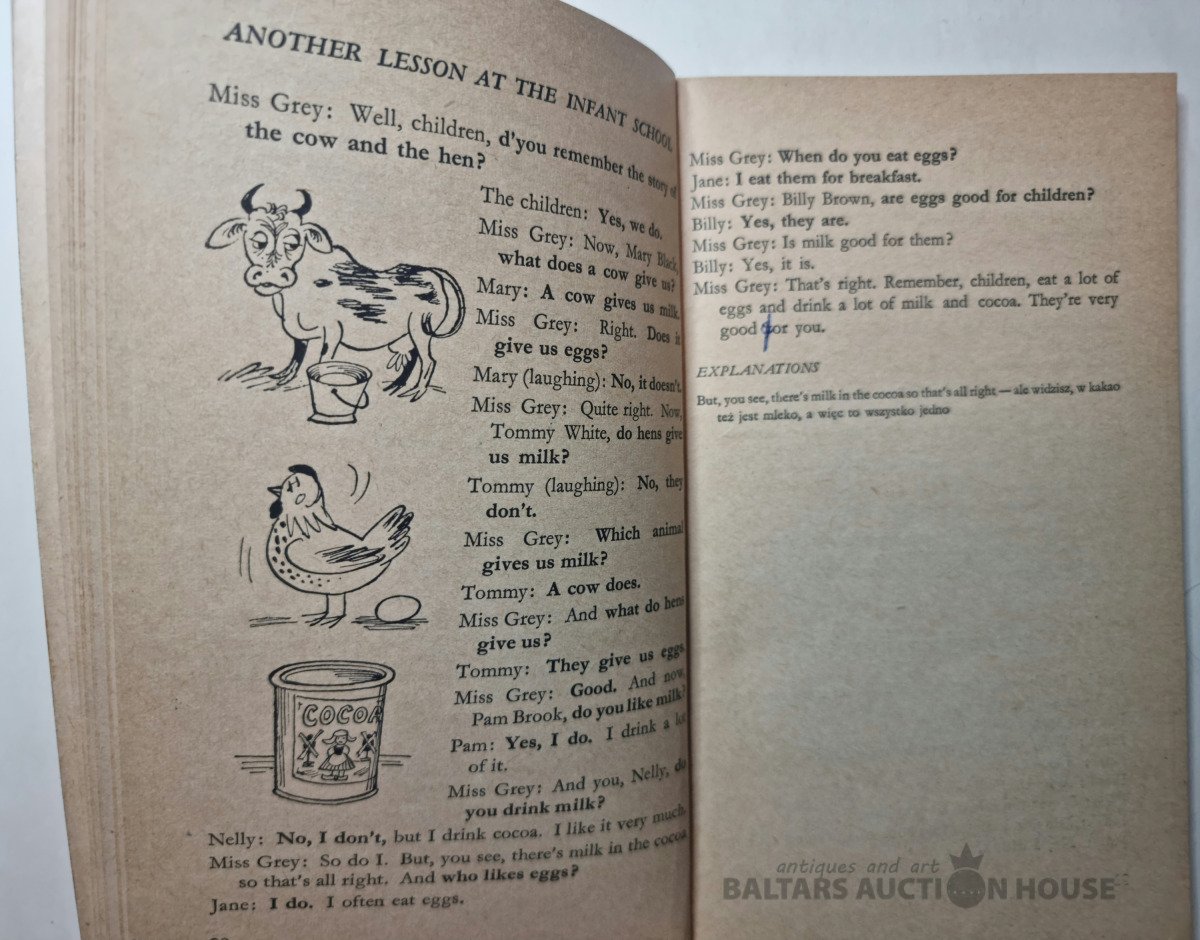 ANOTHER LESSON AT THE INFANT SCHOOL
Miss Grey: Well, children, d'you remember the story of
the cow and the hen?
The children: Yes, we do.
Miss Grey: Now, Mary Black,
what does a cow give us?
Mary: A cow gives us milk.
Miss Grey: Right. Does it
give us eggs?
Mary (laughing): No, it doesn't.
Miss Grey: Quite right. Now,
Tommy White, do hens give
us milk?
Tommy (laughing): No, they
don't.
Miss Grey: Which animal
gives us milk?
Tommy: A cow does.
Miss Grey: And what do hens
give us?
Tommy: They give us eggs.
Miss Grey: Good. And now,
Pam Brook, do you like milk?
Pam: Yes, I do. I drink a lot
of it.
Miss Grey: And you, Nelly, do
you drink milk?
COCOA
Nelly: No, I don't, but I drink cocoa. I like it very much.
Miss Grey: So do I. But, you see, there's milk in the cocoa
so that's all right. And who likes eggs?
Jane: I do. I often eat eggs.
Miss Grey: When do you eat eggs?
Jane: I eat them for breakfast.
Miss Grey: Billy Brown, are eggs good for children?
Billy: Yes, they are.
Miss Grey: Is milk good for them?
Billy: Yes, it is.
Miss Grey: That's right. Remember, children, eat a lot of
eggs and drink a lot of milk and cocoa. They're very
good for you.
EXPLANATIONS
But, you see, there's milk in the cocoa so that's all right — ale widzisz, w kakao
też jest mleko, a więc to wszystko jedno
antiques and art
BALTARS AUCTION HOUSE